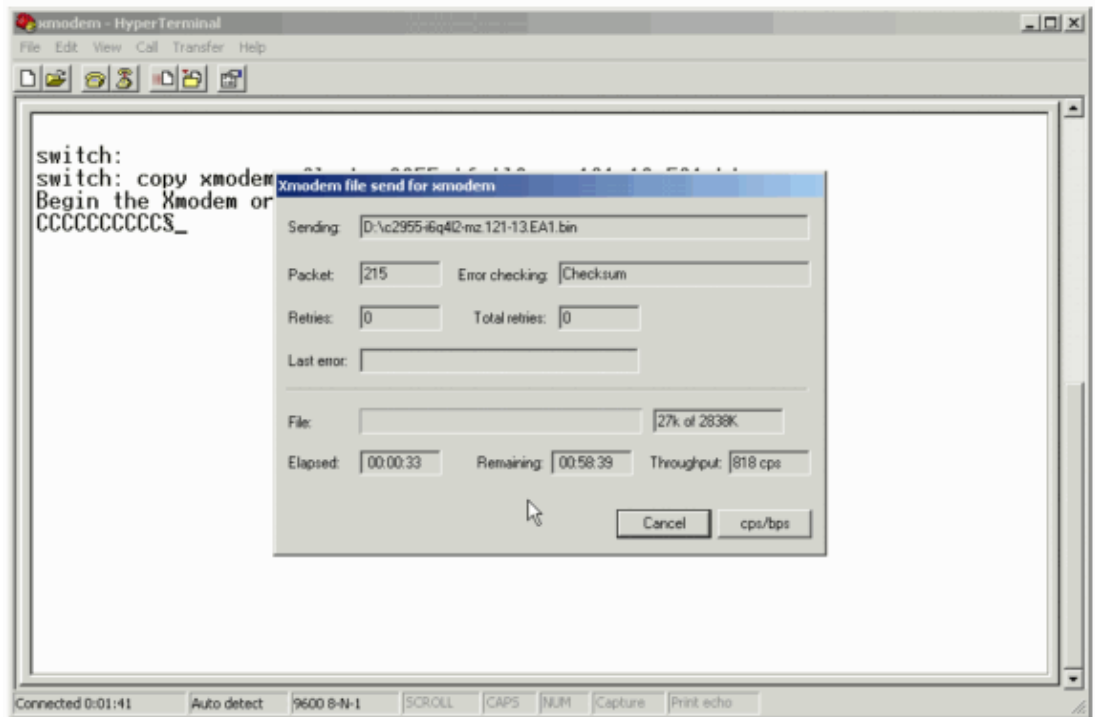 xmodem - HyperTerminal
File Edit View Call Transfer Help
switch:
switch: copy xmodem
Begin the Xmodem or
CCCCCCCCCC§_
Xmodem file send for xmodem
Sending: D:\c2955-i6q4l2-mz.121-13.EA1.bin
Packet: 215 Error checking: Checksum
Retries: 0 Total retries: 0
Last error:
File: 27k of 2838K
Elapsed: 00:00:33 Remaining: 00:58:39 Throughput: 818 cps
Cancel cps/bps
Connected 0:01:41 Auto detect 9600 8-N-1 SCROLL CAPS NUM Capture Print echo